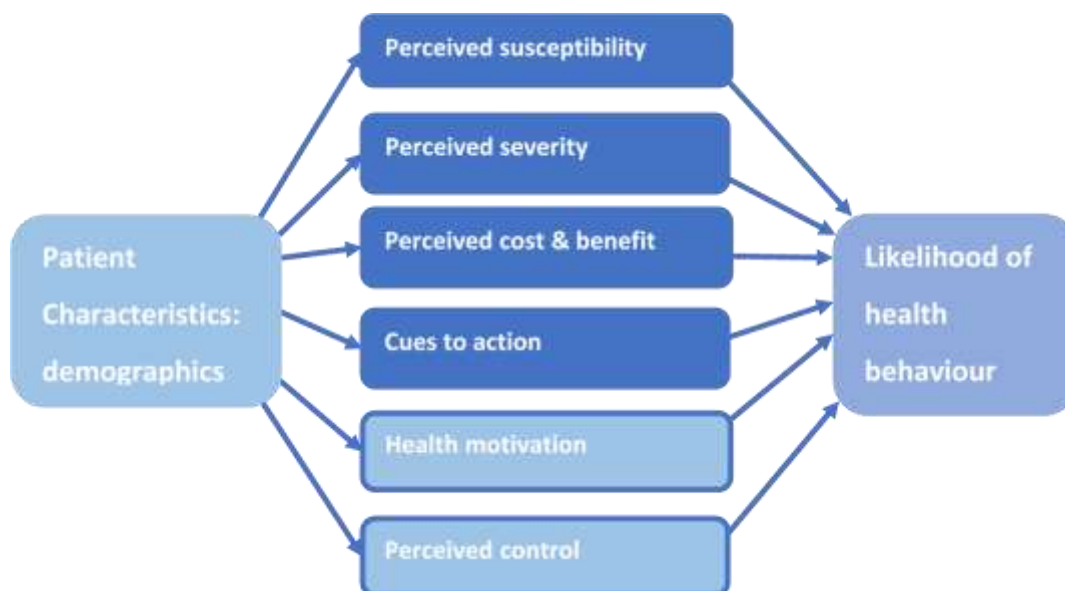 Perceived susceptibility
Perceived severity
Perceived cost & benefit
Cues to action
Health motivation
Perceived control
Patient
Characteristics:
demographics
Likelihood of
health
behaviour